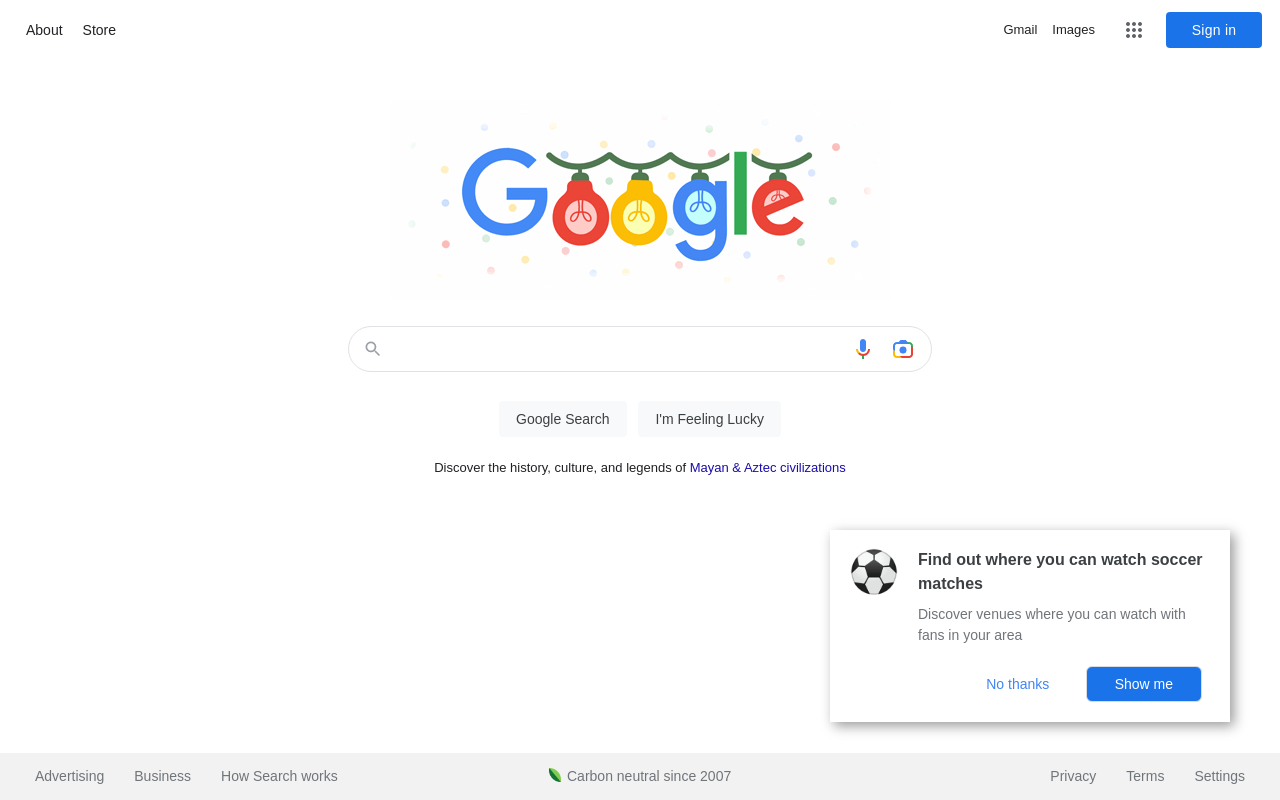 About Store Gmail Images Sign in
Google
Google Search I'm Feeling Lucky
Discover the history, culture, and legends of Mayan & Aztec civilizations
Find out where you can watch soccer
matches
Discover venues where you can watch with
fans in your area
No thanks Show me
Advertising Business How Search works Carbon neutral since 2007 Privacy Terms Settings